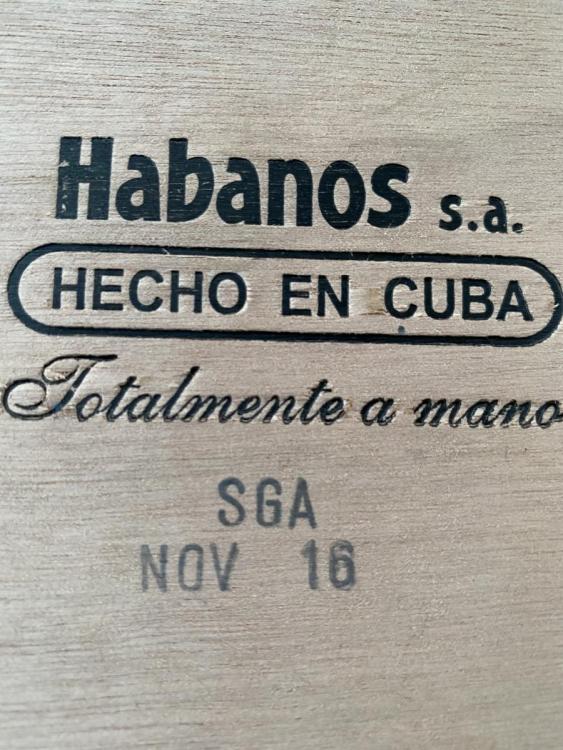 Habanos s.a.
HECHO EN CUBA
Totalmente a mano
SGA
NOV 16